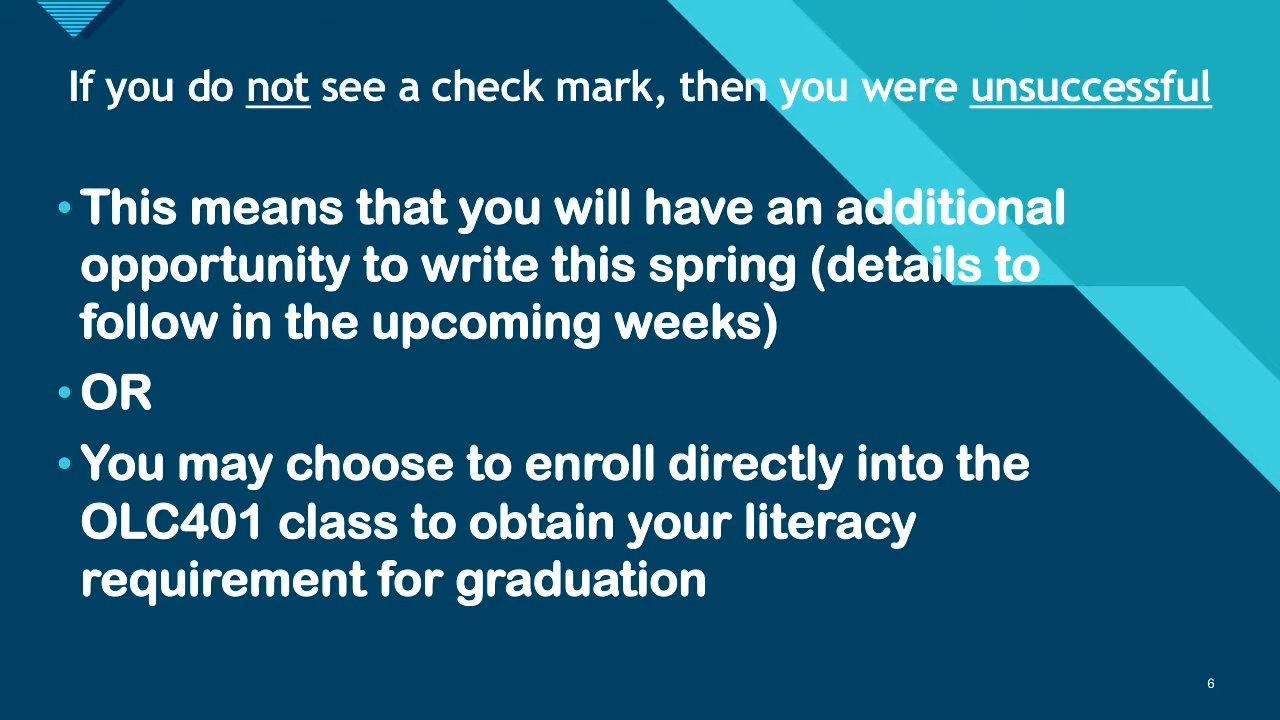 If you do not see a check mark, then you were unsuccessful
• This means that you will have an additional
opportunity to write this spring (details to
follow in the upcoming weeks)
• OR
• You may choose to enroll directly into the
OLC401 class to obtain your literacy
requirement for graduation
6